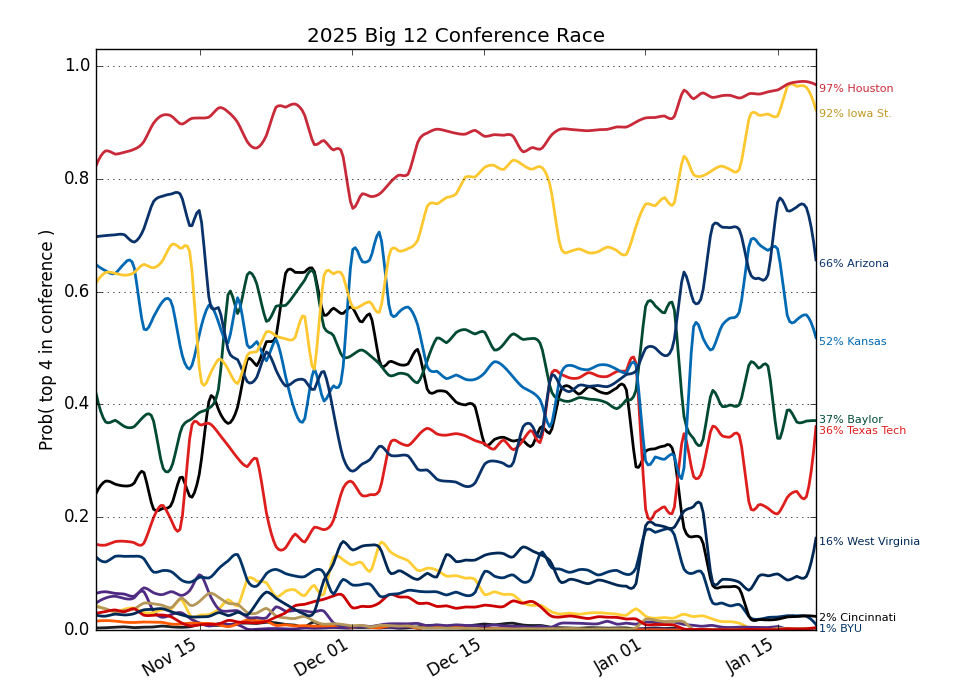 2025 Big 12 Conference Race
Prob( top 4 in conference )
1.0
0.8
0.6
0.4
0.2
0.0
Nov 15
Dec 01
Dec 15
Jan 01
Jan 15
97% Houston
92% Iowa St.
66% Arizona
52% Kansas
37% Baylor
36% Texas Tech
16% West Virginia
2% Cincinnati
1% BYU